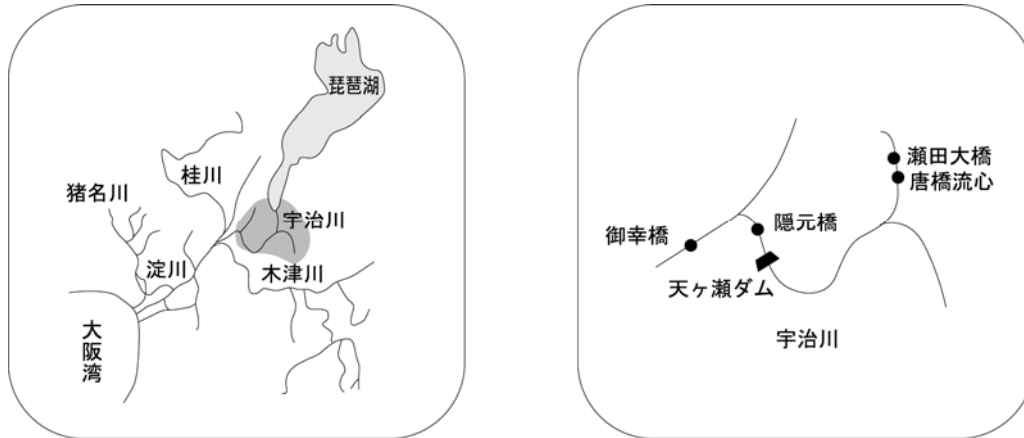 琵琶湖
桂川
猪名川
宇治川
淀川
木津川
大阪湾
瀬田大橋
唐橋流心
隠元橋
御幸橋
天ヶ瀬ダム
宇治川